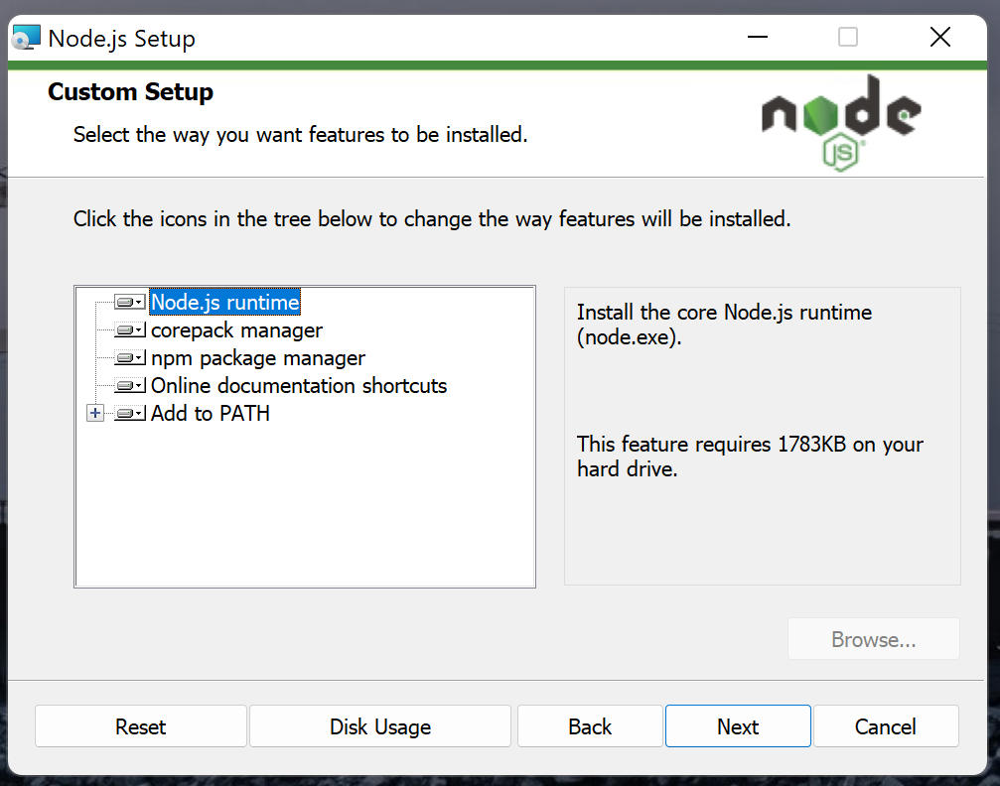 Node.js Setup
Custom Setup
Select the way you want features to be installed.
node
JS
Click the icons in the tree below to change the way features will be installed.
Node.js runtime
corepack manager
npm package manager
Online documentation shortcuts
Add to PATH
Install the core Node.js runtime
(node.exe).
This feature requires 1783KB on your
hard drive.
Browse...
Reset
Disk Usage
Back
Next
Cancel